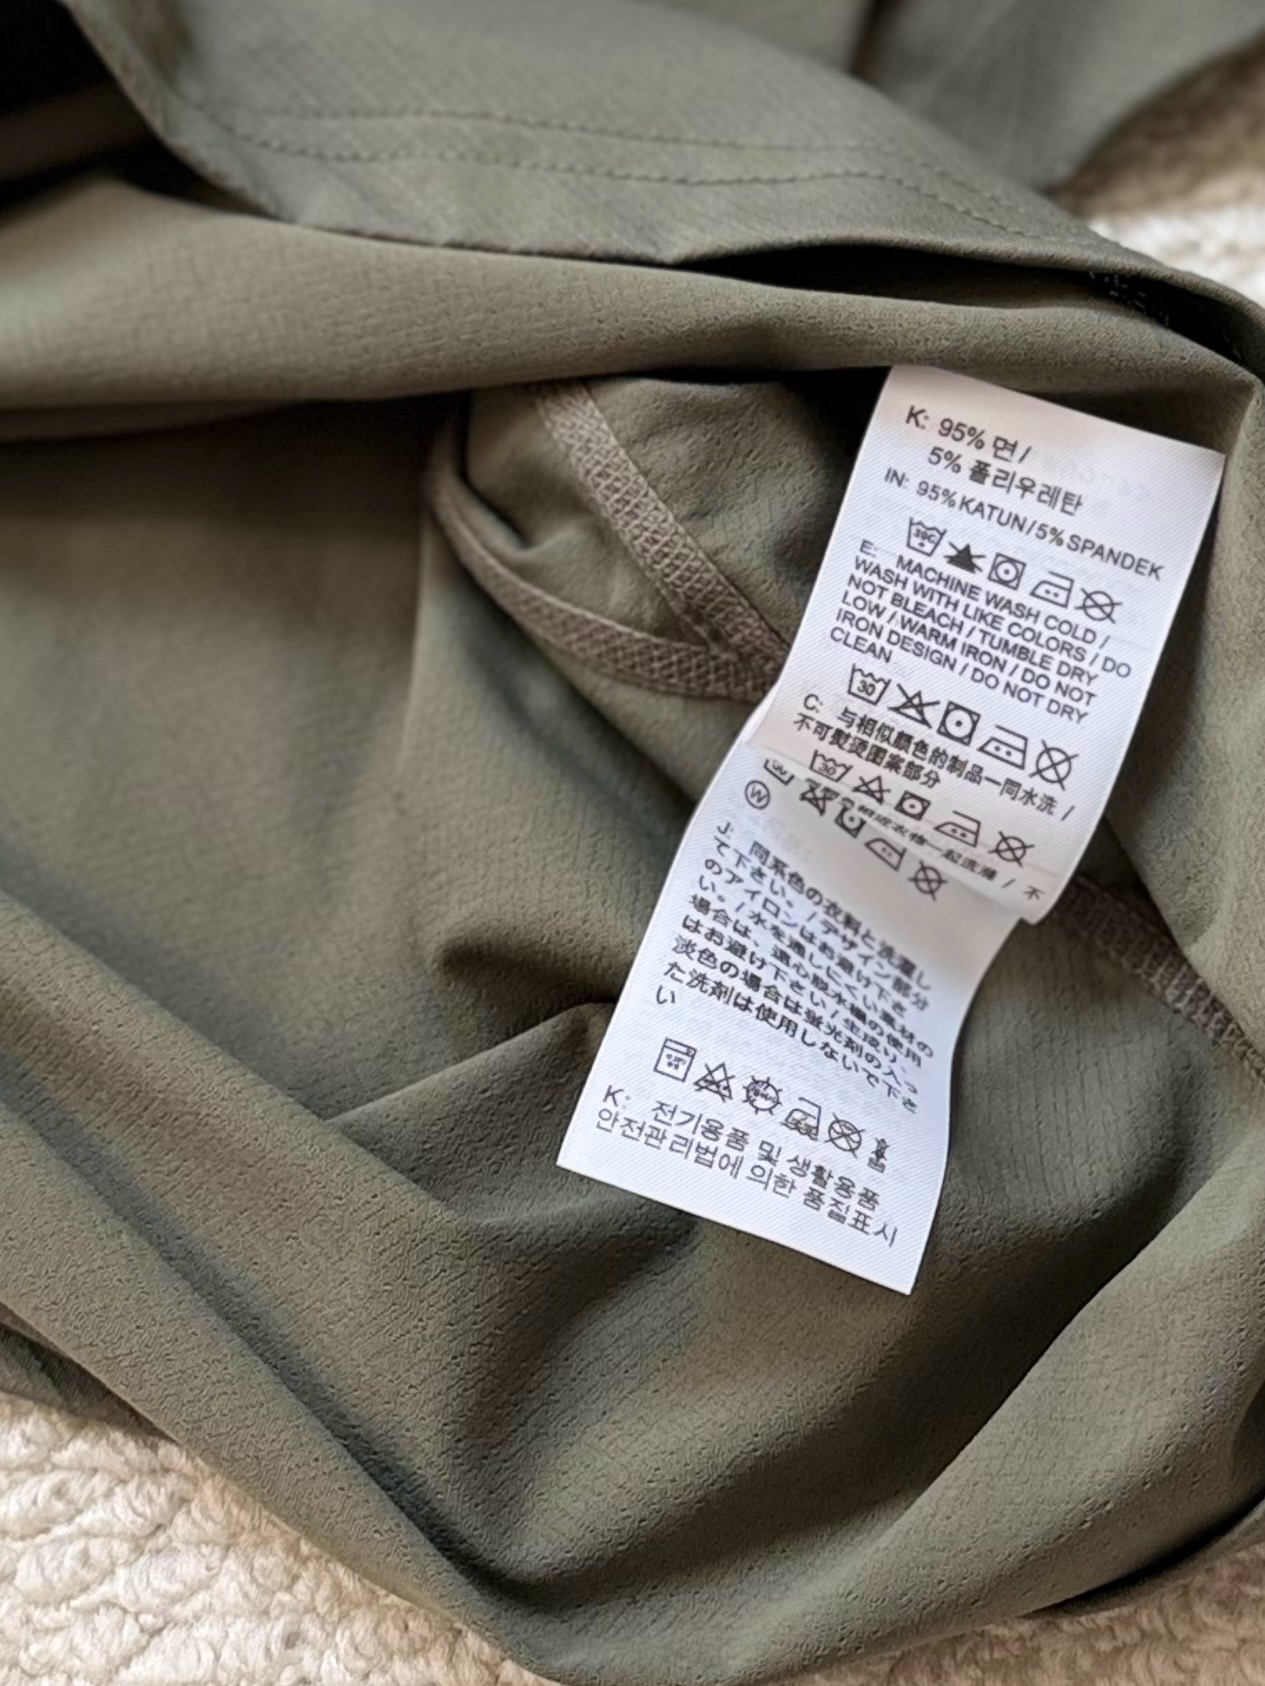 K: 95% 면 /
5% 폴리우레탄
IN: 95% KATUN / 5% SPANDEK
30C
E: MACHINE WASH COLD /
WASH WITH LIKE COLORS / DO
NOT BLEACH / TUMBLE DRY
LOW / WARM IRON / DO NOT
IRON DESIGN / DO NOT DRY
CLEAN
30
C: 与相似颜色的制品一同水洗 /
不可熨烫图案部分
30
一起洗滌 / 不
W
J: 同系色の衣料と洗濯し
て下さい。/ デザイン部分
のアイロンはお避け下さ
い。/ 水を通しにくい素材の
場合は、遠心脱水機の使用
はお避け下さい / 生成り、
淡色の場合は蛍光剤の入っ
た洗剤は使用しないで下さ
い
K: 전기용품 및 생활용품
안전관리법에 의한 품질표시